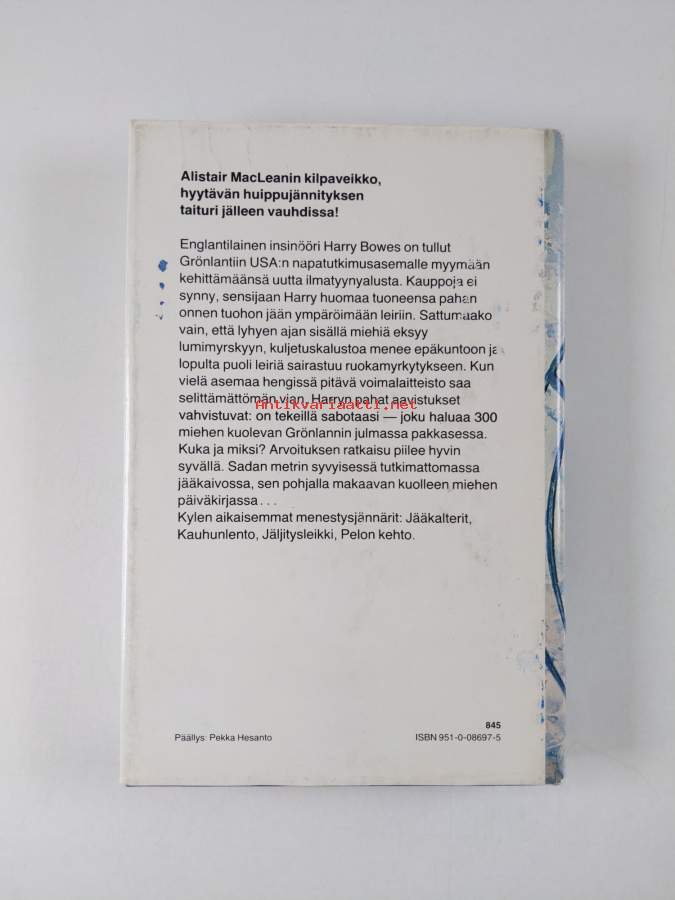 Alistair MacLeanin kilpaveikko,
hyytävän huippujännityksen
taituri jälleen vauhdissa!
Englantilainen insinööri Harry Bowes on tullut
Grönlantiin USA:n napatutkimusasemalle myymään
kehittämäänsä uutta ilmatyynyalusta. Kauppoja ei
synny, sensijaan Harry huomaa tuoneensa pahan
onnen tuohon jään ympäröimään leiriin. Sattumaako
vain, että lyhyen ajan sisällä miehiä eksyy
lumimyrskyyn, kuljetuskalustoa menee epäkuntoon ja
lopulta puoli leiriä sairastuu ruokamyrkytykseen. Kun
vielä asemaa hengissä pitävä voimalaitteisto saa
selittämättömän vian, Harryn pahat aavistukset
Antikvariaatti.net
vahvistuvat: on tekeillä sabotaasi — joku haluaa 300
miehen kuolevan Grönlannin julmassa pakkasessa.
Kuka ja miksi? Arvoituksen ratkaisu piilee hyvin
syvällä. Sadan metrin syvyisessä tutkimattomassa
jääkaivossa, sen pohjalla makaavan kuolleen miehen
päiväkirjassa . . .
Kylen aikaisemmat menestysjännärit: Jääkalterit,
Kauhunlento, Jäljitysleikki, Pelon kehto.
845
Päällys: Pekka Hesanto ISBN 951-0-08697-5